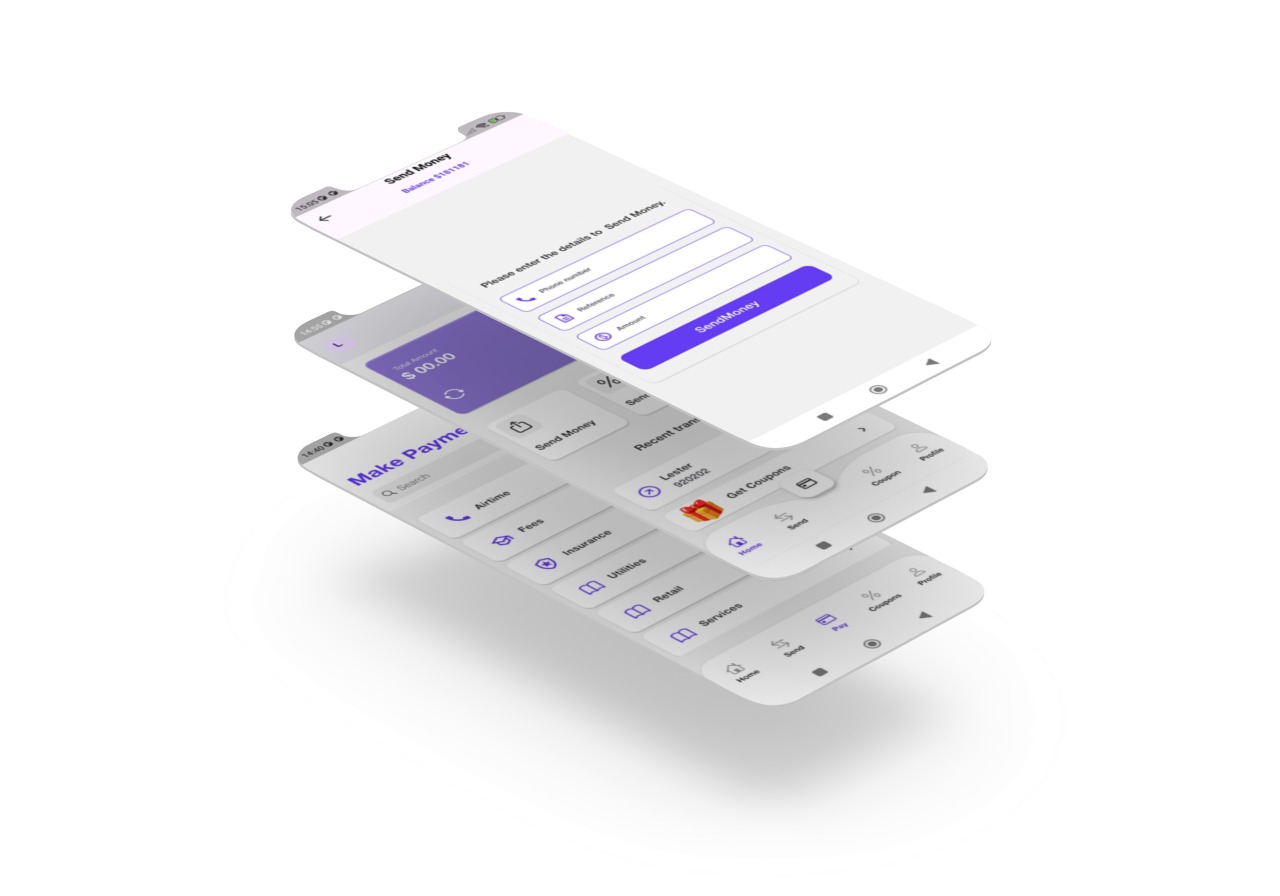 15:05
Send Money
Balance $181181
Please enter the details to Send Money.
Phone number
Reference
Amount
SendMoney
14:55
L
Total Amount
$ 00.00
Send Money
Recent tran
Lester
920202
Get Coupons
Home
Send
Coupon
Profile
14:40
Make Payme
Search
Airtime
Fees
Insurance
Utilities
Retail
Services
Home
Send
Pay
Coupons
Profile